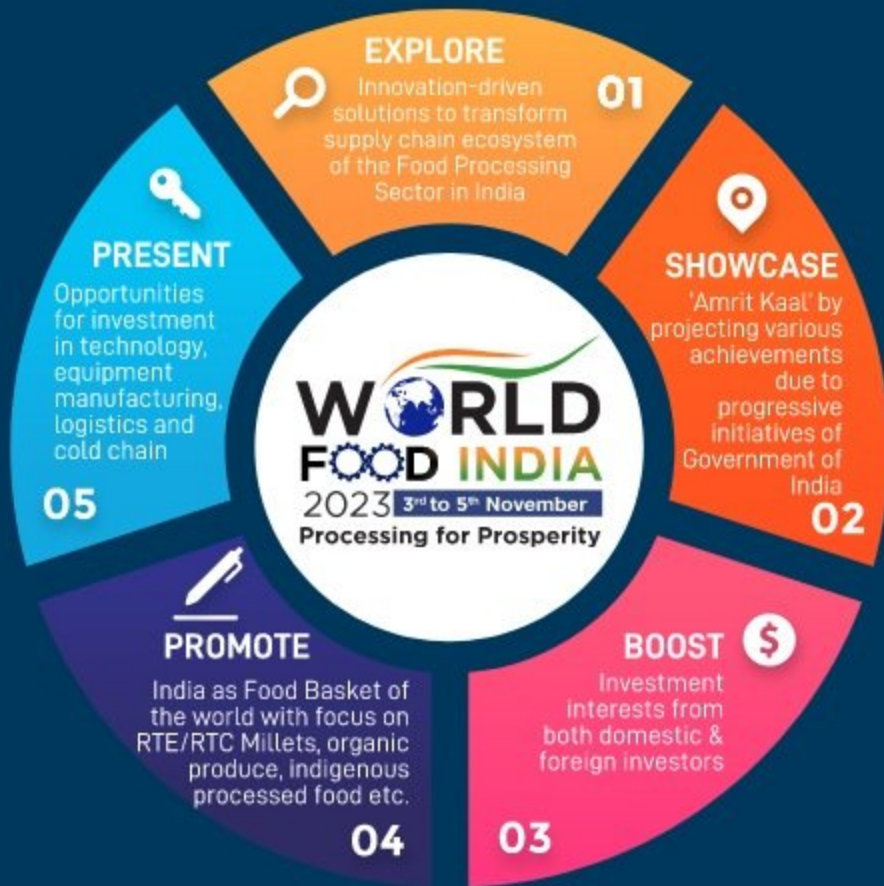 EXPLORE
01
Innovation-driven
solutions to transform
supply chain ecosystem
of the Food Processing
Sector in India
SHOWCASE
'Amrit Kaal' by
projecting various
achievements
due to
progressive
initiatives of
Government of
India
02
BOOST
$
Investment
interests from
both domestic &
foreign investors
03
PROMOTE
India as Food Basket of
the world with focus on
RTE/RTC Millets, organic
produce, indigenous
processed food etc.
04
PRESENT
Opportunities
for investment
in technology,
equipment
manufacturing,
logistics and
cold chain
05
WORLD
FOOD INDIA
2023 3rd to 5th November
Processing for Prosperity